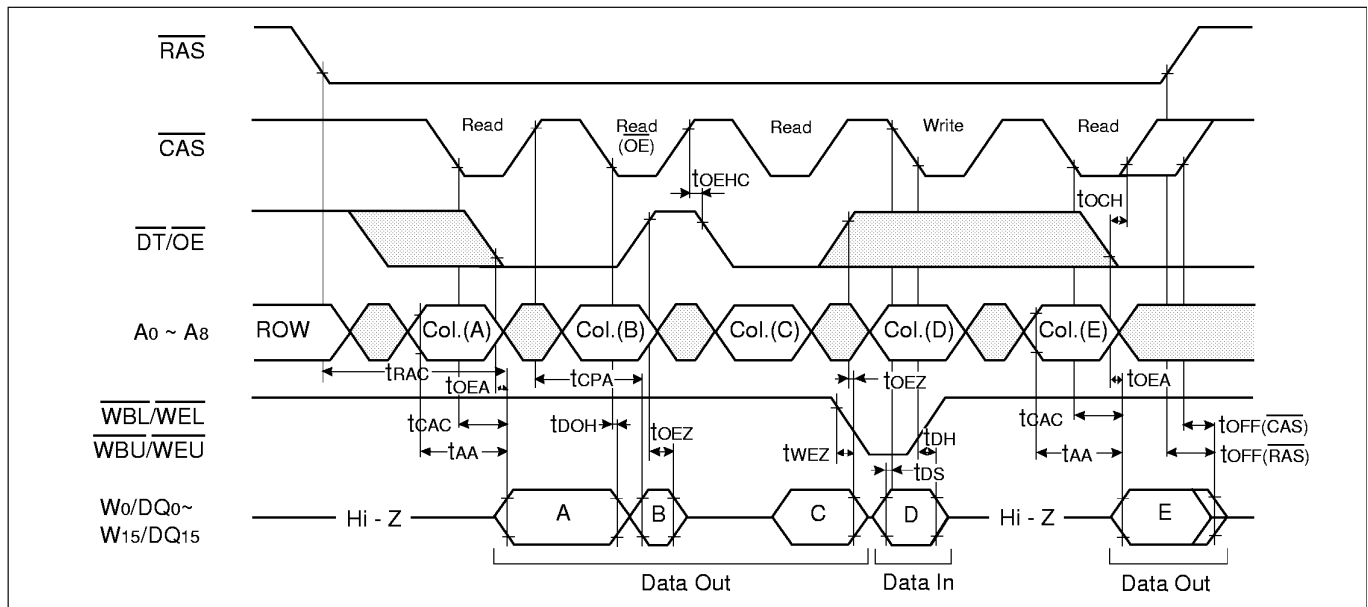 RAS
CAS
Read
Read
(OE)
Read
Write
Read
tOEHC
tOCH
DT/OE
A0 ~ A8
ROW
Col.(A)
Col.(B)
Col.(C)
Col.(D)
Col.(E)
tRAC
tOEA
tCPA
tOEZ
tOEA
WBL/WEL
WBU/WEU
tCAC
tAA
tDOH
tOEZ
tWEZ
tDH
tDS
tCAC
tAA
tOFF(CAS)
tOFF(RAS)
W0/DQ0~
W15/DQ15
Hi - Z
A
B
C
D
Hi - Z
E
Data Out
Data In
Data Out